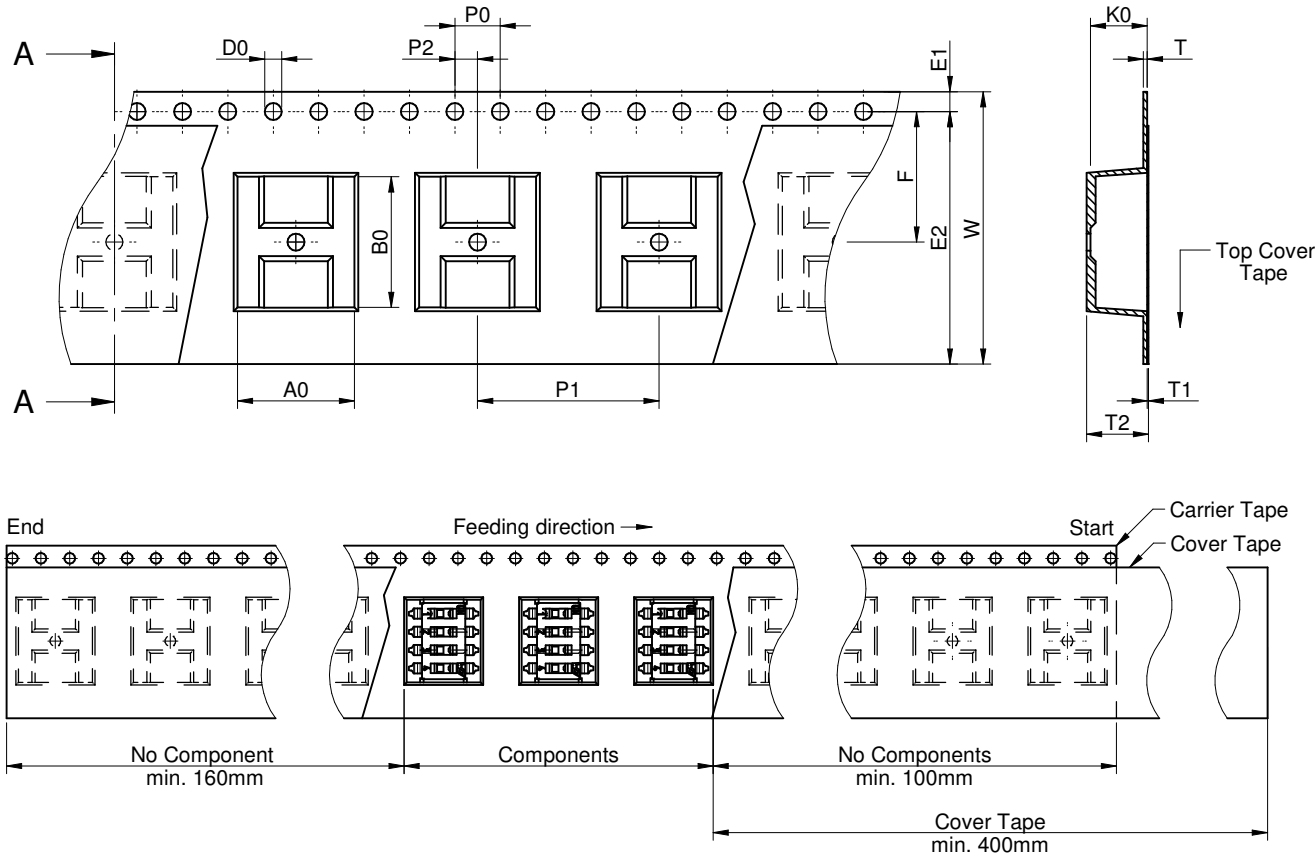 A
D0
P2
P0
E1
K0
T
B0
F
E2
W
Top Cover
Tape
A
A0
P1
T1
T2
End
Feeding direction
Start
Carrier Tape
Cover Tape
No Component
min. 160mm
Components
No Components
min. 100mm
Cover Tape
min. 400mm